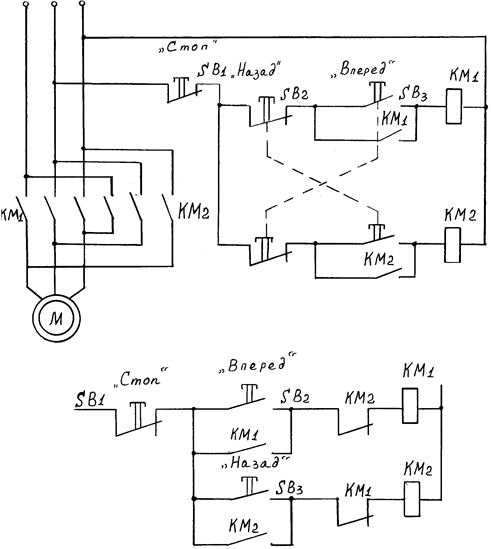 „Стоп“
SB1 „Назад“ „Вперед“
SB2 SB3 KM1
KM1
KM1 KM2
KM2
KM2
М
„Стоп“ „Вперед“
SB1 SB2 KM2 KM1
KM1
„Назад“
SB3 KM1 KM2
KM2